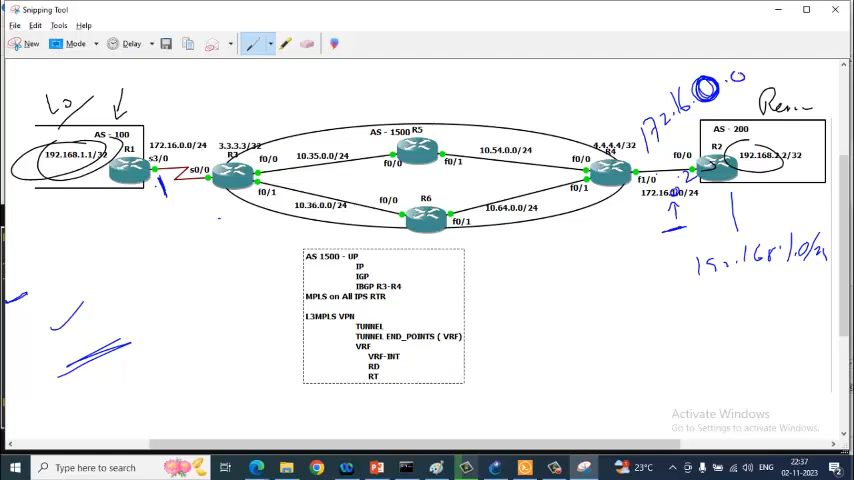 Snipping Tool
File Edit Tools Help
New Mode Delay
172.16.0.0
AS - 100
192.168.1.1/32
R1
s3/0
172.16.0.0/24
s0/0
3.3.3.3/32
R3
f0/0
f0/1
10.35.0.0/24
AS - 1500
R5
f0/0
f0/1
10.54.0.0/24
10.36.0.0/24
f0/0
R6
f0/1
10.64.0.0/24
4.4.4.4/32
f0/0
R4
f0/1
f1/0
172.16.
0/24
.2
AS - 200
R2
f0/0
192.168.2.2/32
.1
AS 1500 - UP
IP
IGP
IBGP R3-R4
MPLS on All IPS RTR
L3MPLS VPN
TUNNEL
TUNNEL END_POINTS ( VRF)
VRF
VRF-INT
RD
RT
Activate Windows
Go to Settings to activate Windows.
Type here to search
23°C
ENG
22:37
02-11-2023
2